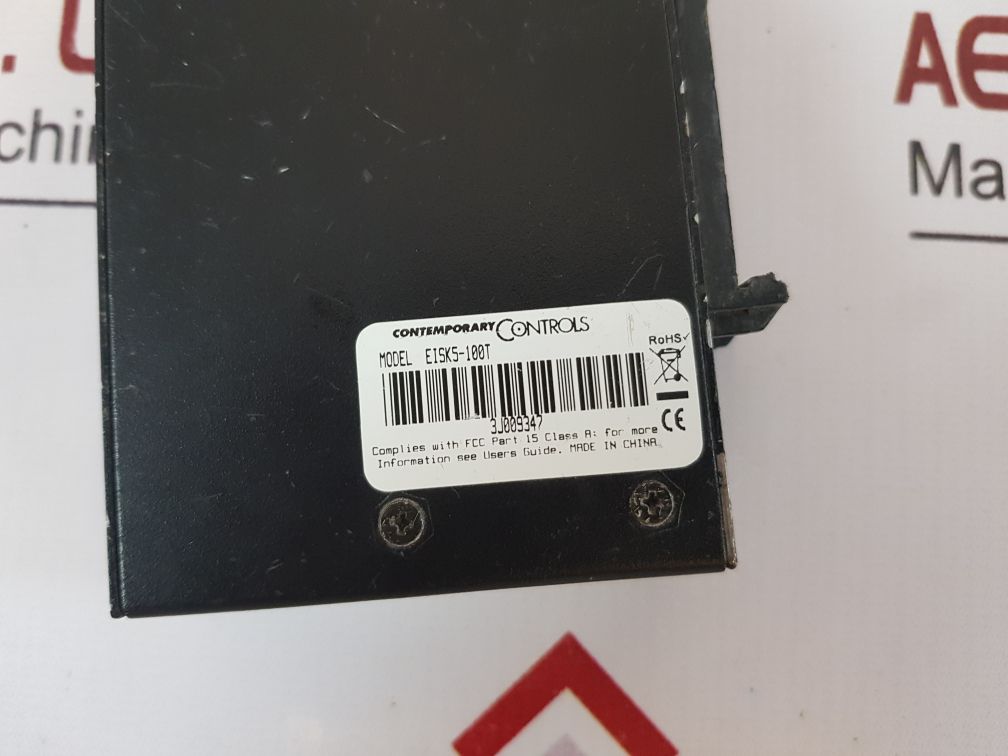 CONTEMPORARY CONTROLS
MODEL EISK5-100T
RoHS✓
3J009347
CE
Complies with FCC Part 15 Class A; for more
Information see Users Guide. MADE IN CHINA
AE
Ma
chi